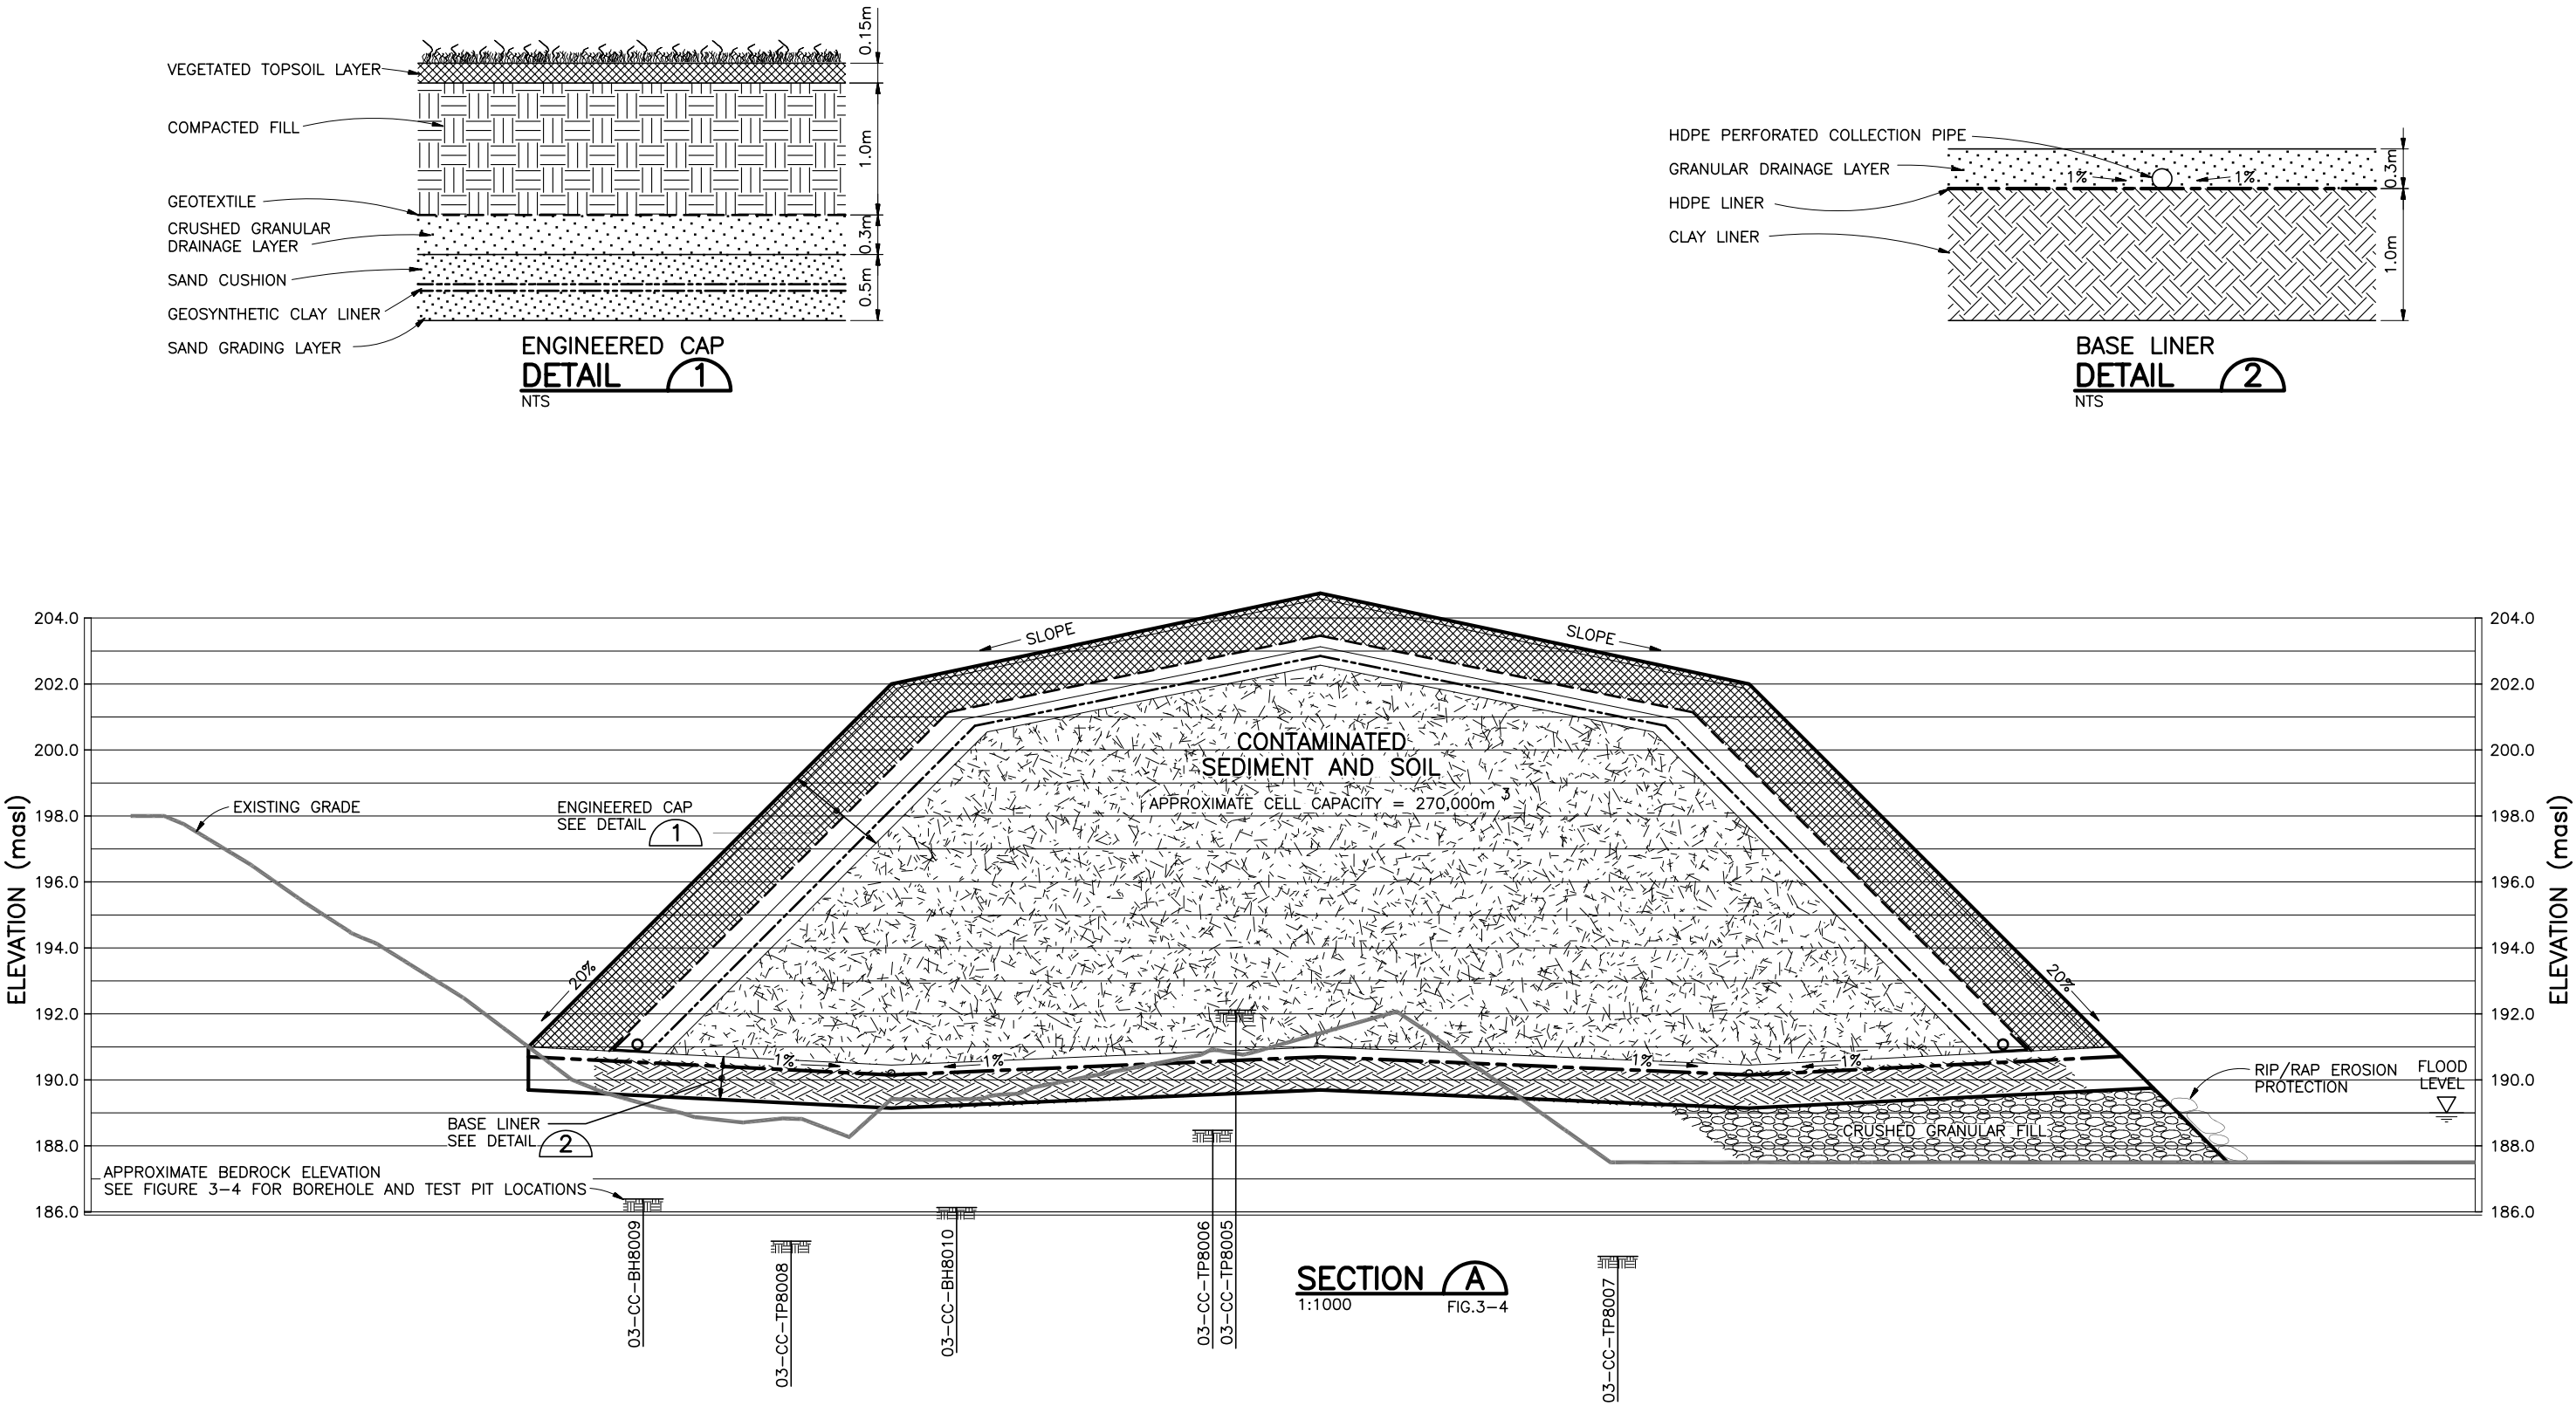 VEGETATED TOPSOIL LAYER
COMPACTED FILL
GEOTEXTILE
CRUSHED GRANULAR
DRAINAGE LAYER
SAND CUSHION
GEOSYNTHETIC CLAY LINER
SAND GRADING LAYER
0.15m
1.0m
0.3m
0.5m
ENGINEERED CAP
DETAIL 1
NTS
HDPE PERFORATED COLLECTION PIPE
GRANULAR DRAINAGE LAYER
HDPE LINER
CLAY LINER
1% 1%
0.3m
1.0m
BASE LINER
DETAIL 2
NTS
ELEVATION (masl)
204.0
202.0
200.0
198.0
196.0
194.0
192.0
190.0
188.0
186.0
SLOPE
SLOPE
CONTAMINATED
SEDIMENT AND SOIL
APPROXIMATE CELL CAPACITY = 270,000m3
EXISTING GRADE
ENGINEERED CAP
SEE DETAIL 1
20%
20%
1% 1% 1% 1%
BASE LINER
SEE DETAIL 2
RIP/RAP EROSION
PROTECTION
FLOOD
LEVEL
CRUSHED GRANULAR FILL
APPROXIMATE BEDROCK ELEVATION
SEE FIGURE 3-4 FOR BOREHOLE AND TEST PIT LOCATIONS
03-CC-BH8009
03-CC-TP8008
03-CC-BH8010
03-CC-TP8006
03-CC-TP8005
03-CC-TP8007
204.0
202.0
200.0
198.0
196.0
194.0
192.0
190.0
188.0
186.0
ELEVATION (masl)
SECTION A
1:1000 FIG.3-4